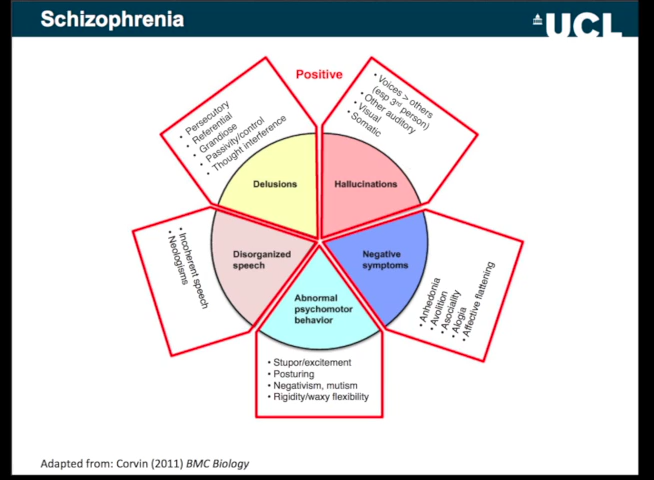 Schizophrenia
UCL
Positive
• Persecutory
• Referential
• Grandiose
• Passivity/control
• Thought interference
• Voices > others
(esp 3rd person)
• Other auditory
• Visual
• Somatic
Delusions
Hallucinations
Disorganized
speech
Negative
symptoms
Abnormal
psychomotor
behavior
• Incoherent speech
• Neologisms
• Anhedonia
• Avolition
• Asociality
• Alogia
• Affective flattening
• Stupor/excitement
• Posturing
• Negativism, mutism
• Rigidity/waxy flexibility
Adapted from: Corvin (2011) BMC Biology